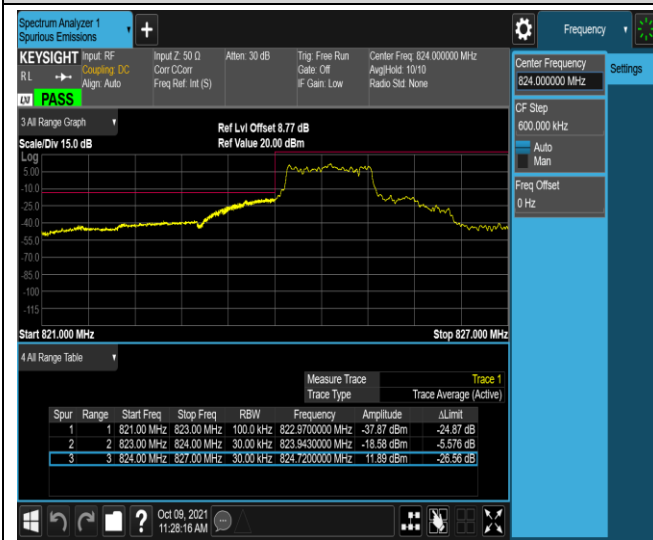 Spectrum Analyzer 1
Spurious Emissions
+
Frequency
KEYSIGHT
RL
Input: RF
Coupling: DC
Align: Auto
Input Z: 50 Ω
Corr CCorr
Freq Ref: Int (S)
Atten: 30 dB
Trig: Free Run
Gate: Off
IF Gain: Low
Center Freq: 824.000000 MHz
Avg|Hold: 10/10
Radio Std: None
LXI
PASS
Center Frequency
824.000000 MHz
Settings
CF Step
600.000 kHz
Auto
Man
Freq Offset
0 Hz
3 All Range Graph
Scale/Div 15.0 dB
Ref Lvl Offset 8.77 dB
Ref Value 20.00 dBm
Log
5.00
-10.0
-25.0
-40.0
-55.0
-70.0
-85.0
-100
-115
Start 821.000 MHz
Stop 827.000 MHz
4 All Range Table
Measure Trace Trace 1
Trace Type Trace Average (Active)
Spur Range Start Freq Stop Freq RBW Frequency Amplitude ΔLimit
1 1 821.00 MHz 823.00 MHz 100.0 kHz 822.9700000 MHz -37.87 dBm -24.87 dB
2 2 823.00 MHz 824.00 MHz 30.00 kHz 823.9430000 MHz -18.58 dBm -5.576 dB
3 3 824.00 MHz 827.00 MHz 30.00 kHz 824.7200000 MHz 11.89 dBm -26.56 dB
?
Oct 09, 2021
11:28:16 AM